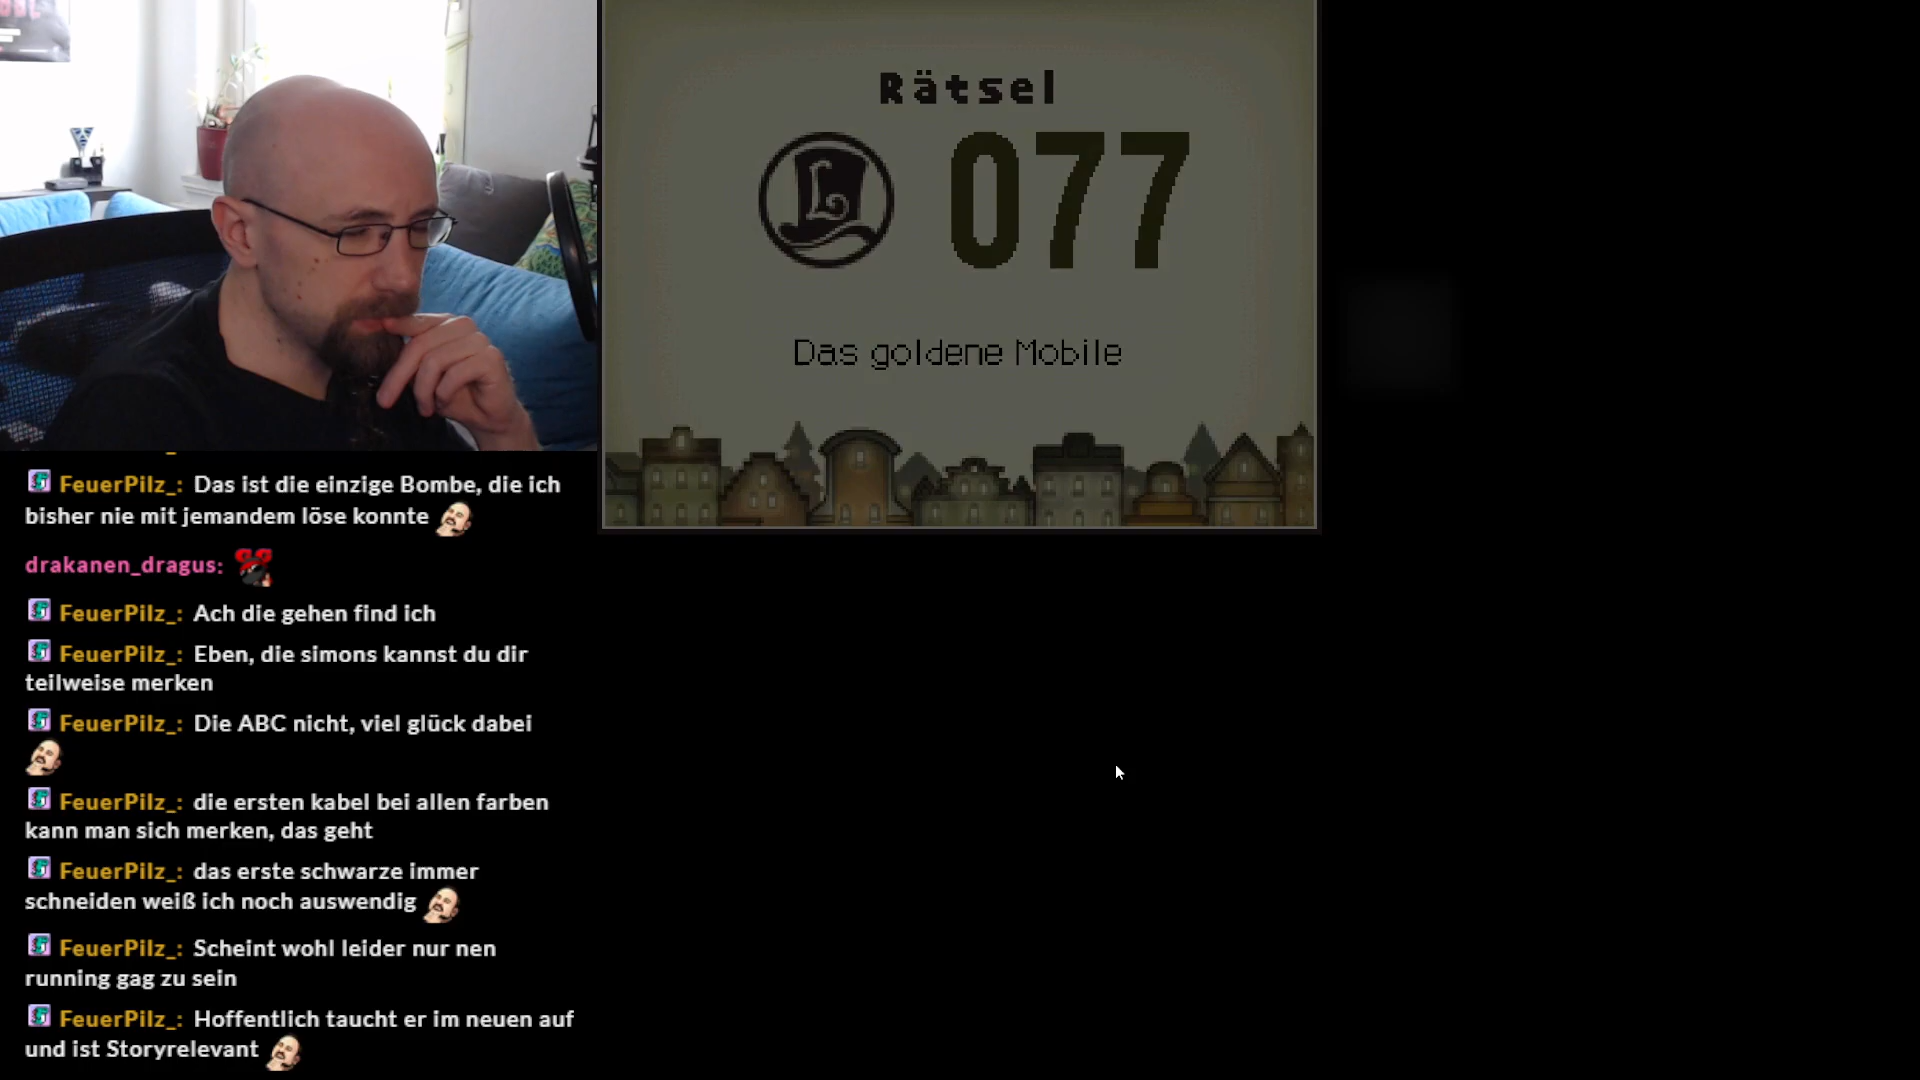 Rätsel
077
Das goldene Mobile
FeuerPilz_: Das ist die einzige Bombe, die ich
bisher nie mit jemandem löse konnte
drakanen_dragus:
FeuerPilz_: Ach die gehen find ich
FeuerPilz_: Eben, die simons kannst du dir
teilweise merken
FeuerPilz_: Die ABC nicht, viel glück dabei
FeuerPilz_: die ersten kabel bei allen farben
kann man sich merken, das geht
FeuerPilz_: das erste schwarze immer
schneiden weiß ich noch auswendig
FeuerPilz_: Scheint wohl leider nur nen
running gag zu sein
FeuerPilz_: Hoffentlich taucht er im neuen auf
und ist Storyrelevant